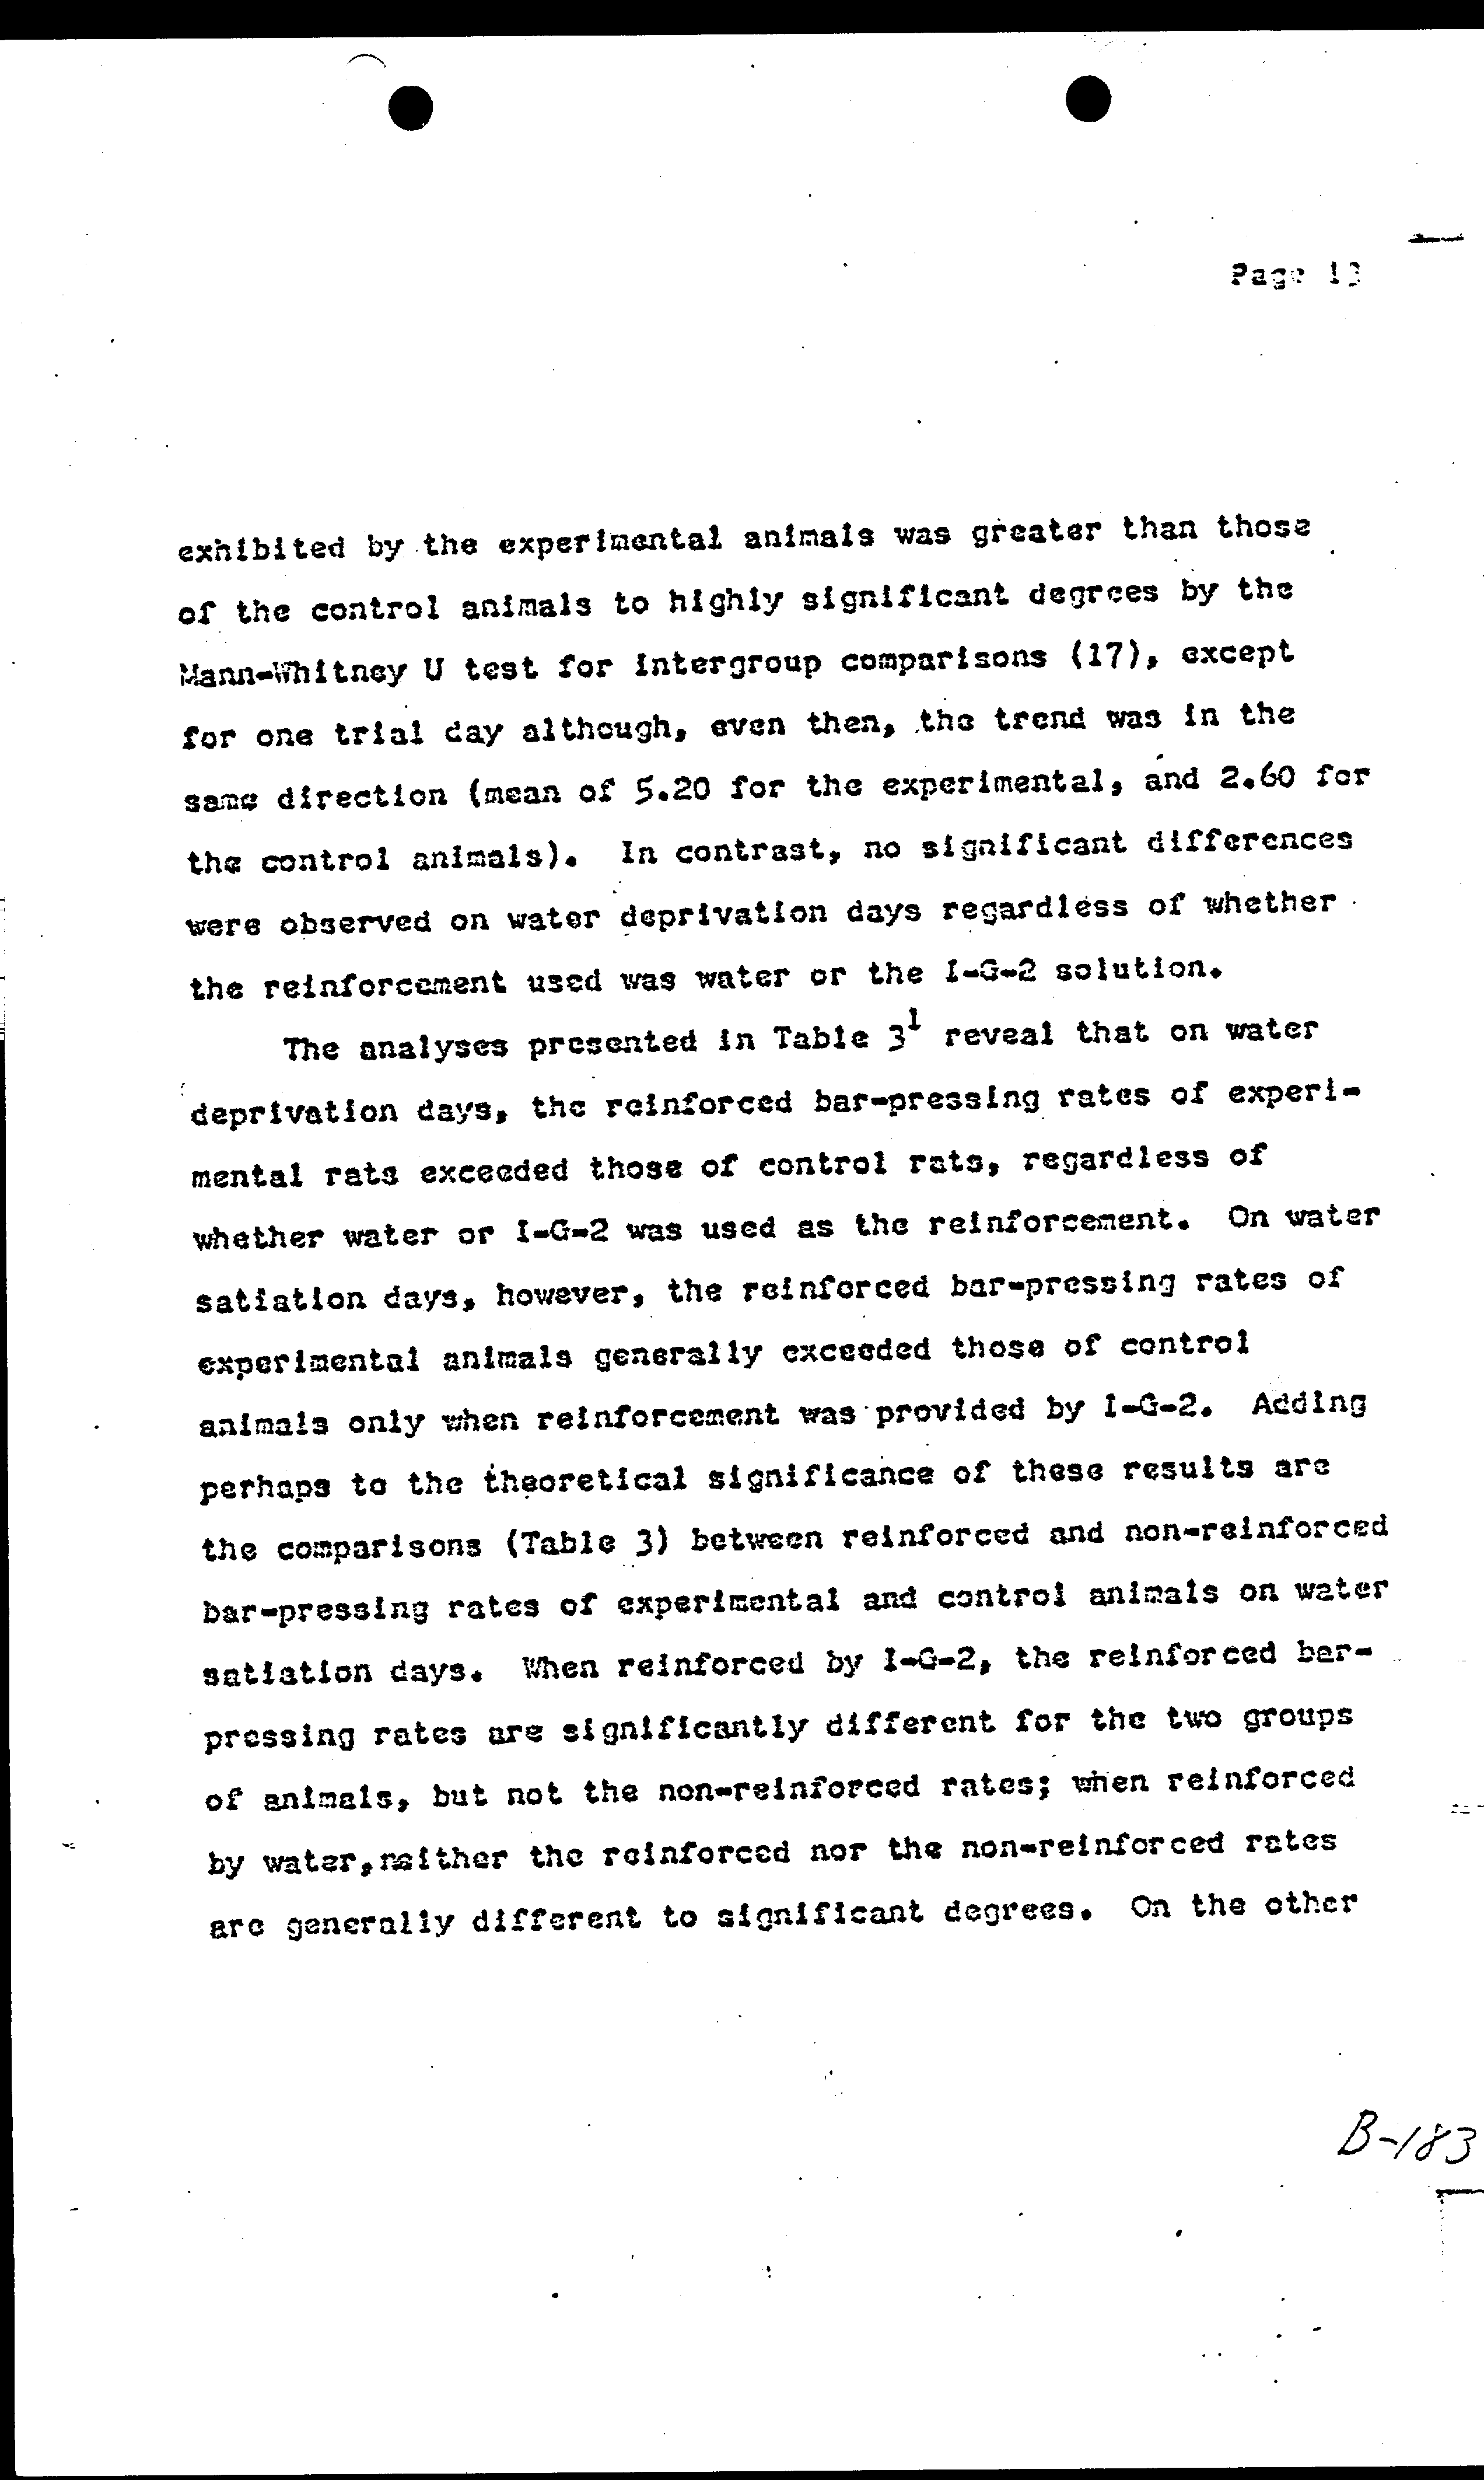 Page 13
exhibited by the experimental animals was greater than those
of the control animals to highly significant degrees by the
Mann-Whitney U test for intergroup comparisons (17), except
for one trial day although, even then, the trend was in the
same direction (mean of 5.20 for the experimental, and 2.60 for
the control animals). In contrast, no significant differences
were observed on water deprivation days regardless of whether
the reinforcement used was water or the I-G-2 solution.
The analyses presented in Table 3¹ reveal that on water
deprivation days, the reinforced bar-pressing rates of experi-
mental rats exceeded those of control rats, regardless of
whether water or I-G-2 was used as the reinforcement. On water
satiation days, however, the reinforced bar-pressing rates of
experimental animals generally exceeded those of control
animals only when reinforcement was provided by I-G-2. Adding
perhaps to the theoretical significance of these results are
the comparisons (Table 3) between reinforced and non-reinforced
bar-pressing rates of experimental and control animals on water
satiation days. When reinforced by I-G-2, the reinforced bar-
pressing rates are significantly different for the two groups
of animals, but not the non-reinforced rates; when reinforced
by water, neither the reinforced nor the non-reinforced rates
are generally different to significant degrees. On the other
B-183